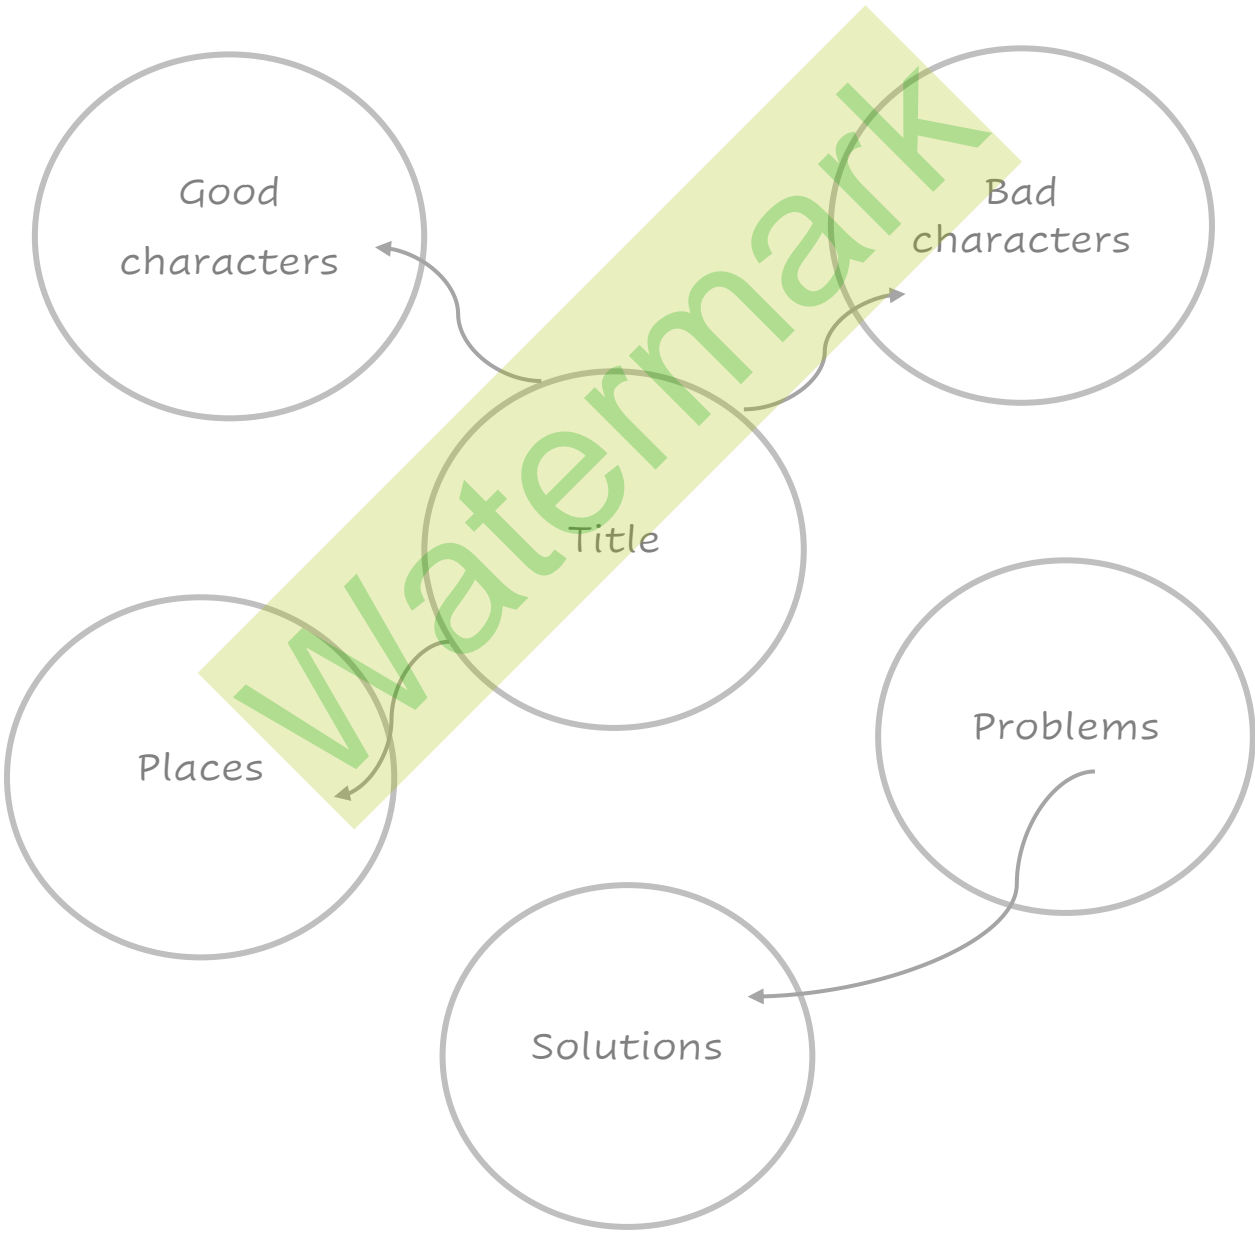 Good
characters
Bad
characters
Watermark
Title
Places
Problems
Solutions